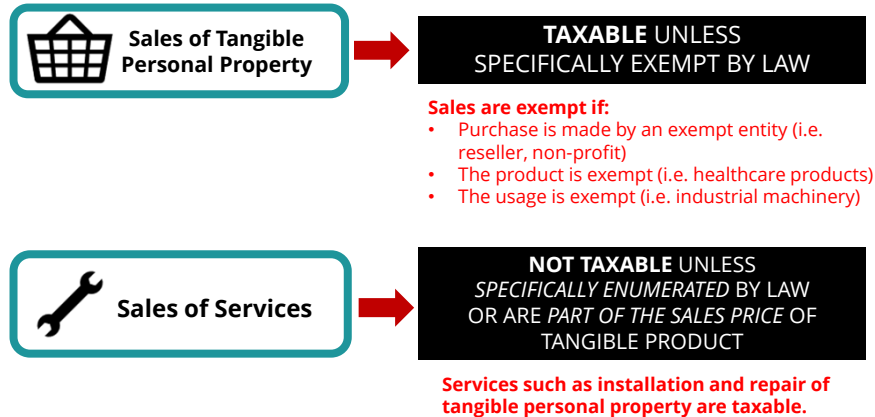 Sales of Tangible
Personal Property
TAXABLE UNLESS
SPECIFICALLY EXEMPT BY LAW
Sales are exempt if:
• Purchase is made by an exempt entity (i.e.
reseller, non-profit)
• The product is exempt (i.e. healthcare products)
• The usage is exempt (i.e. industrial machinery)
Sales of Services
NOT TAXABLE UNLESS
SPECIFICALLY ENUMERATED BY LAW
OR ARE PART OF THE SALES PRICE OF
TANGIBLE PRODUCT
Services such as installation and repair of
tangible personal property are taxable.